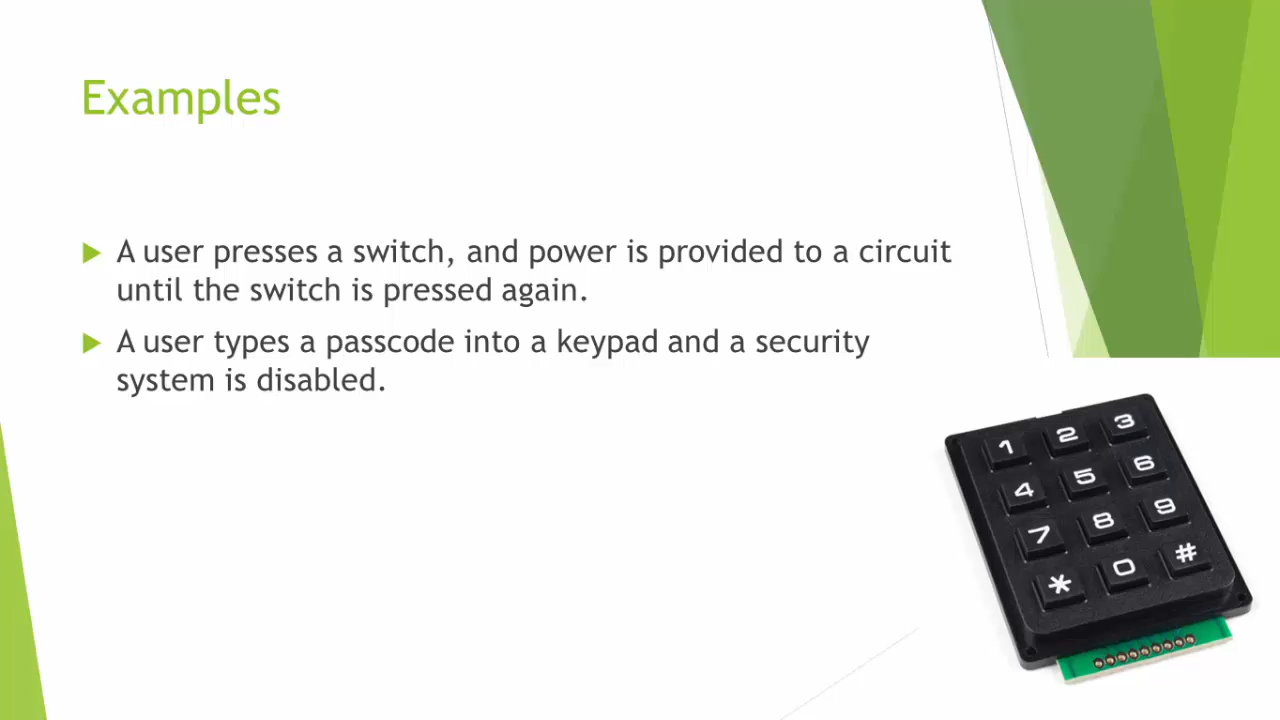 Examples
A user presses a switch, and power is provided to a circuit
until the switch is pressed again.
A user types a passcode into a keypad and a security
system is disabled.
1 2 3
4 5 6
7 8 9
* 0 #